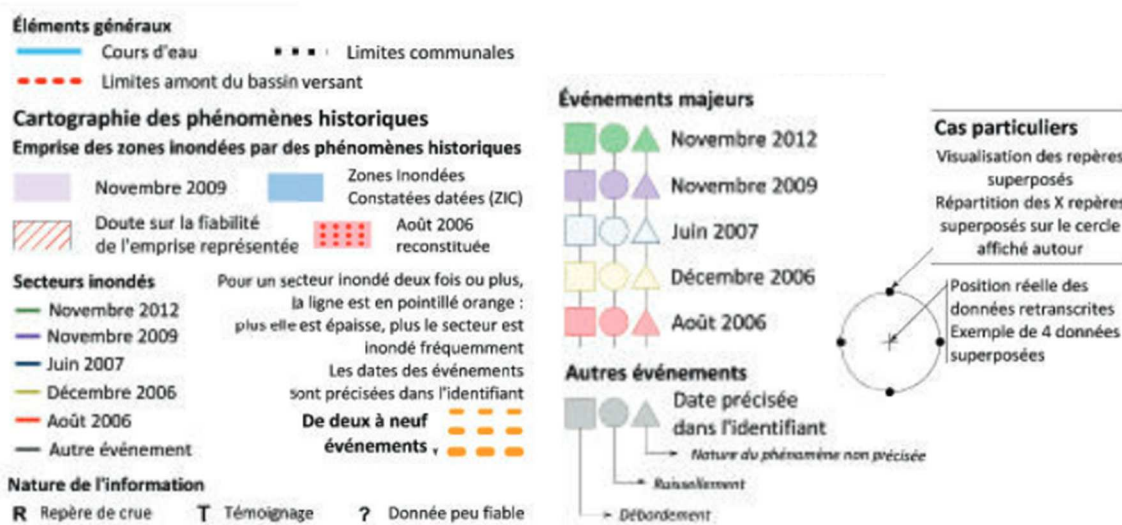 Éléments généraux
Cours d'eau
Limites communales
Limites amont du bassin versant
Cartographie des phénomènes historiques
Emprise des zones inondées par des phénomènes historiques
Novembre 2009
Zones Inondées
Constatées datées (ZIC)
Doute sur la fiabilité
de l'emprise représentée
Août 2006
reconstituée
Secteurs inondés
Novembre 2012
Novembre 2009
Juin 2007
Décembre 2006
Août 2006
Autre événement
Pour un secteur inondé deux fois ou plus,
la ligne est en pointillé orange :
plus elle est épaisse, plus le secteur est
inondé fréquemment
Les dates des événements
sont précisées dans l'identifiant
De deux à neuf
événements
Nature de l'information
R Repère de crue
T Témoignage
? Donnée peu fiable
Événements majeurs
Novembre 2012
Novembre 2009
Juin 2007
Décembre 2006
Août 2006
Autres événements
Date précisée
dans l'identifiant
Nature du phénomène non précisée
Ruissellement
Débordement
Cas particuliers
Visualisation des repères
superposés
Répartition des X repères
superposés sur le cercle
affiché autour
Position réelle des
données retranscrites
Exemple de 4 données
superposées